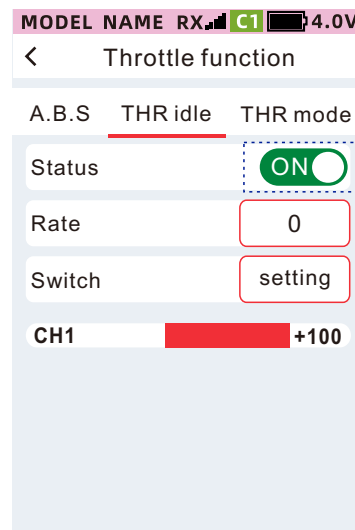 MODEL NAME RX C1 4.0V
< Throttle function
A.B.S THR idle THR mode
Status ON
Rate 0
Switch setting
CH1 +100